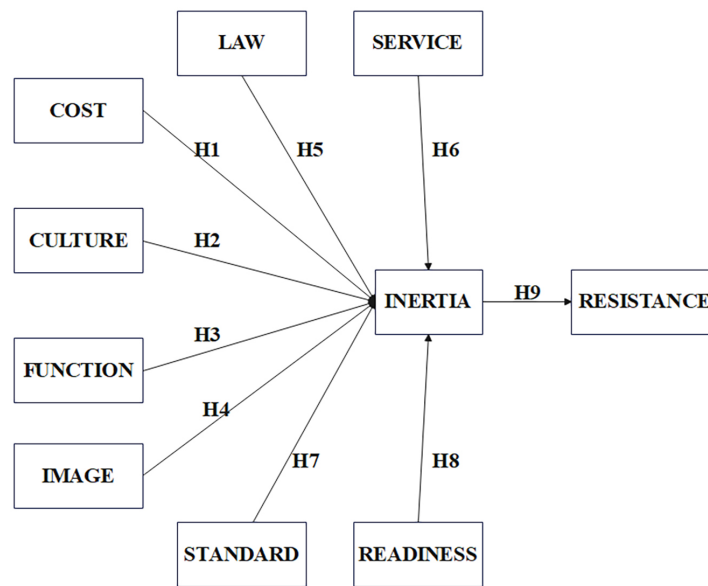 LAW
SERVICE
COST
H1
H5
H6
CULTURE
H2
INERTIA
H9
RESISTANCE
FUNCTION
H3
H4
IMAGE
H7
H8
STANDARD
READINESS